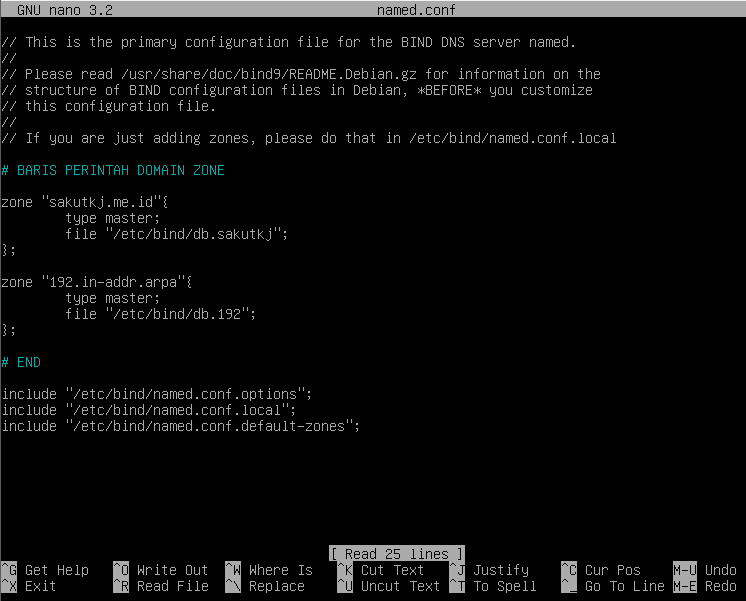 GNU nano 3.2 named.conf
// This is the primary configuration file for the BIND DNS server named.
//
// Please read /usr/share/doc/bind9/README.Debian.gz for information on the
// structure of BIND configuration files in Debian, *BEFORE* you customize
// this configuration file.
//
// If you are just adding zones, please do that in /etc/bind/named.conf.local
# BARIS PERINTAH DOMAIN ZONE
zone "sakutkj.me.id"{
        type master;
        file "/etc/bind/db.sakutkj";
};
zone "192.in-addr.arpa"{
        type master;
        file "/etc/bind/db.192";
};
# END
include "/etc/bind/named.conf.options";
include "/etc/bind/named.conf.local";
include "/etc/bind/named.conf.default-zones";
[ Read 25 lines ]
^G Get Help ^O Write Out ^W Where Is ^K Cut Text ^J Justify ^C Cur Pos M-U Undo
^X Exit ^R Read File ^\ Replace ^U Uncut Text ^T To Spell ^_ Go To Line M-E Redo